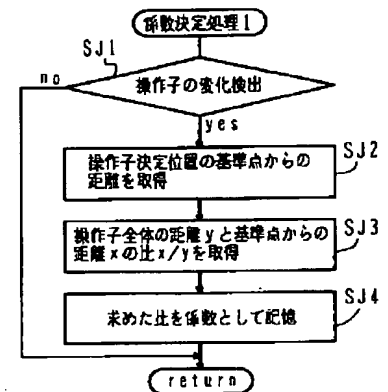 係数決定処理1
SJ1
no
操作子の変化検出
yes
SJ2
操作子決定位置の基準点からの
距離を取得
SJ3
操作子全体の距離yと基準点からの
距離xの比x/yを取得
SJ4
求めた比を係数として記憶
return